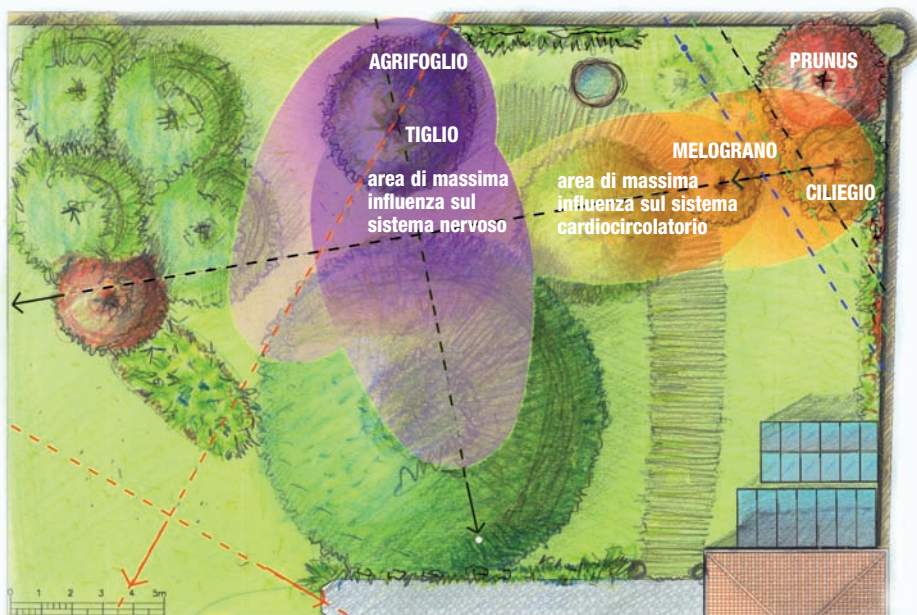 AGRIFOGLIO
PRUNUS
TIGLIO
MELOGRANO
area di massima
influenza sul
sistema nervoso
area di massima
influenza sul sistema
cardiocircolatorio
CILIEGIO
0 1 2 3 4 5m